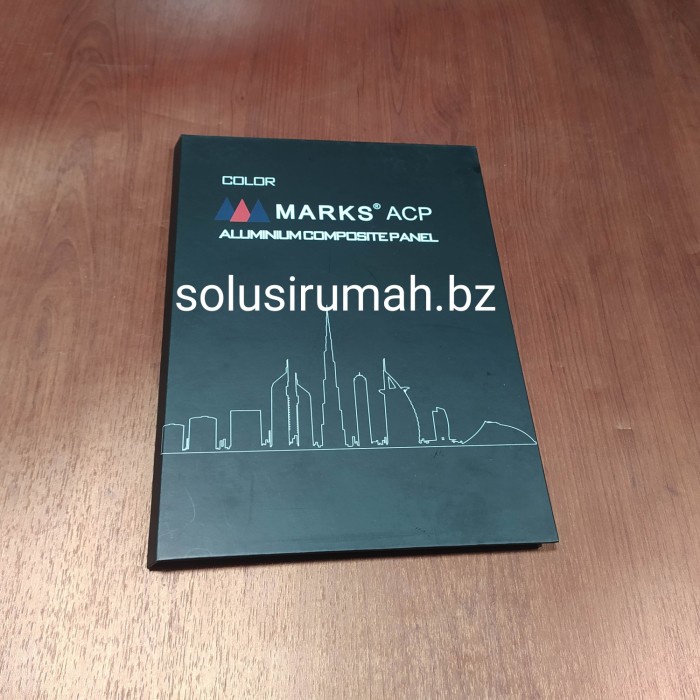 COLOR
MARKS® ACP
ALUMINIUM COMPOSITE PANEL
solusirumah.bz